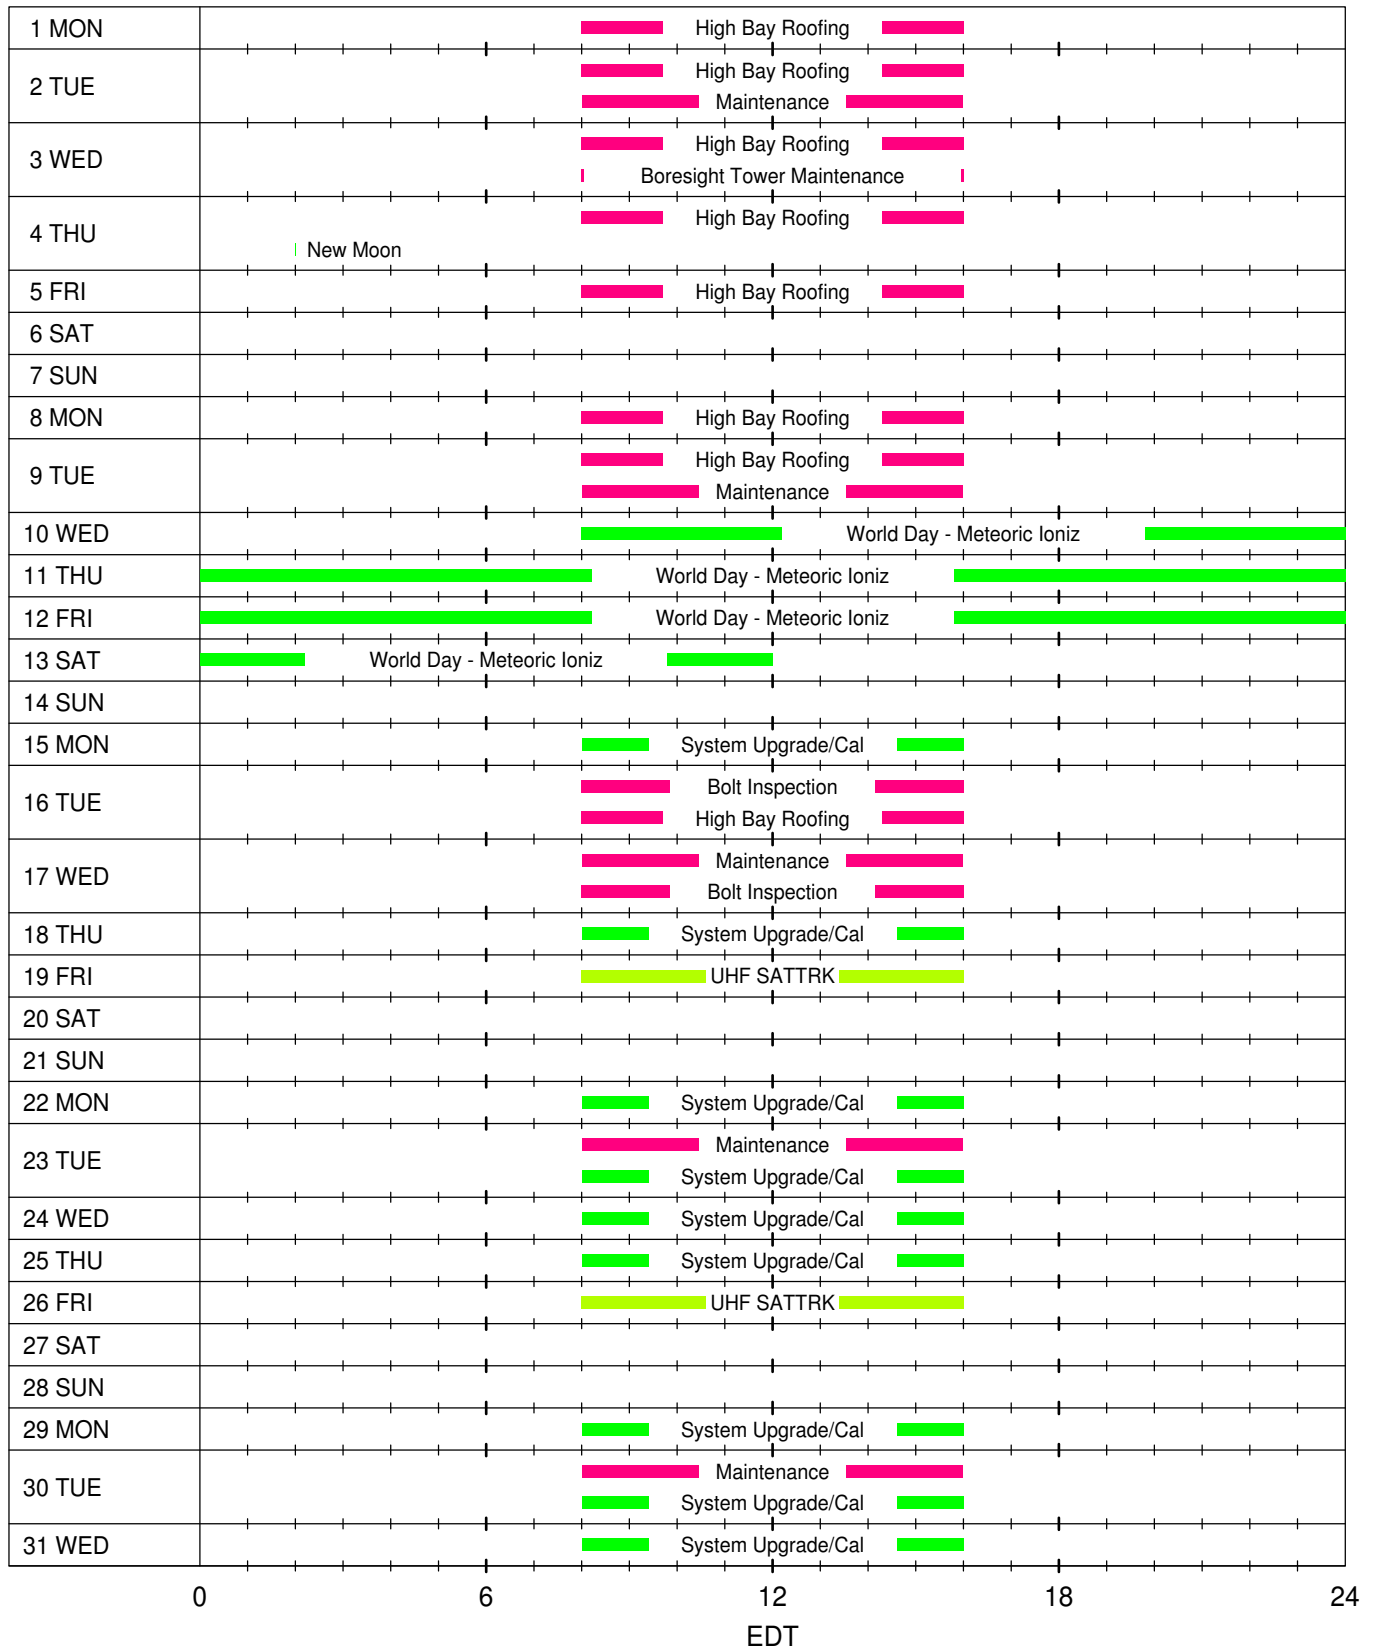 1 MON High Bay Roofing
2 TUE High Bay Roofing
Maintenance
3 WED High Bay Roofing
Boresight Tower Maintenance
4 THU High Bay Roofing
New Moon
5 FRI High Bay Roofing
6 SAT
7 SUN
8 MON High Bay Roofing
9 TUE High Bay Roofing
Maintenance
10 WED World Day - Meteoric Ioniz
11 THU World Day - Meteoric Ioniz
12 FRI World Day - Meteoric Ioniz
13 SAT World Day - Meteoric Ioniz
14 SUN
15 MON System Upgrade/Cal
16 TUE Bolt Inspection
High Bay Roofing
17 WED Maintenance
Bolt Inspection
18 THU System Upgrade/Cal
19 FRI UHF SATTRK
20 SAT
21 SUN
22 MON System Upgrade/Cal
23 TUE Maintenance
System Upgrade/Cal
24 WED System Upgrade/Cal
25 THU System Upgrade/Cal
26 FRI UHF SATTRK
27 SAT
28 SUN
29 MON System Upgrade/Cal
30 TUE Maintenance
System Upgrade/Cal
31 WED System Upgrade/Cal
0 6 12 18 24
EDT